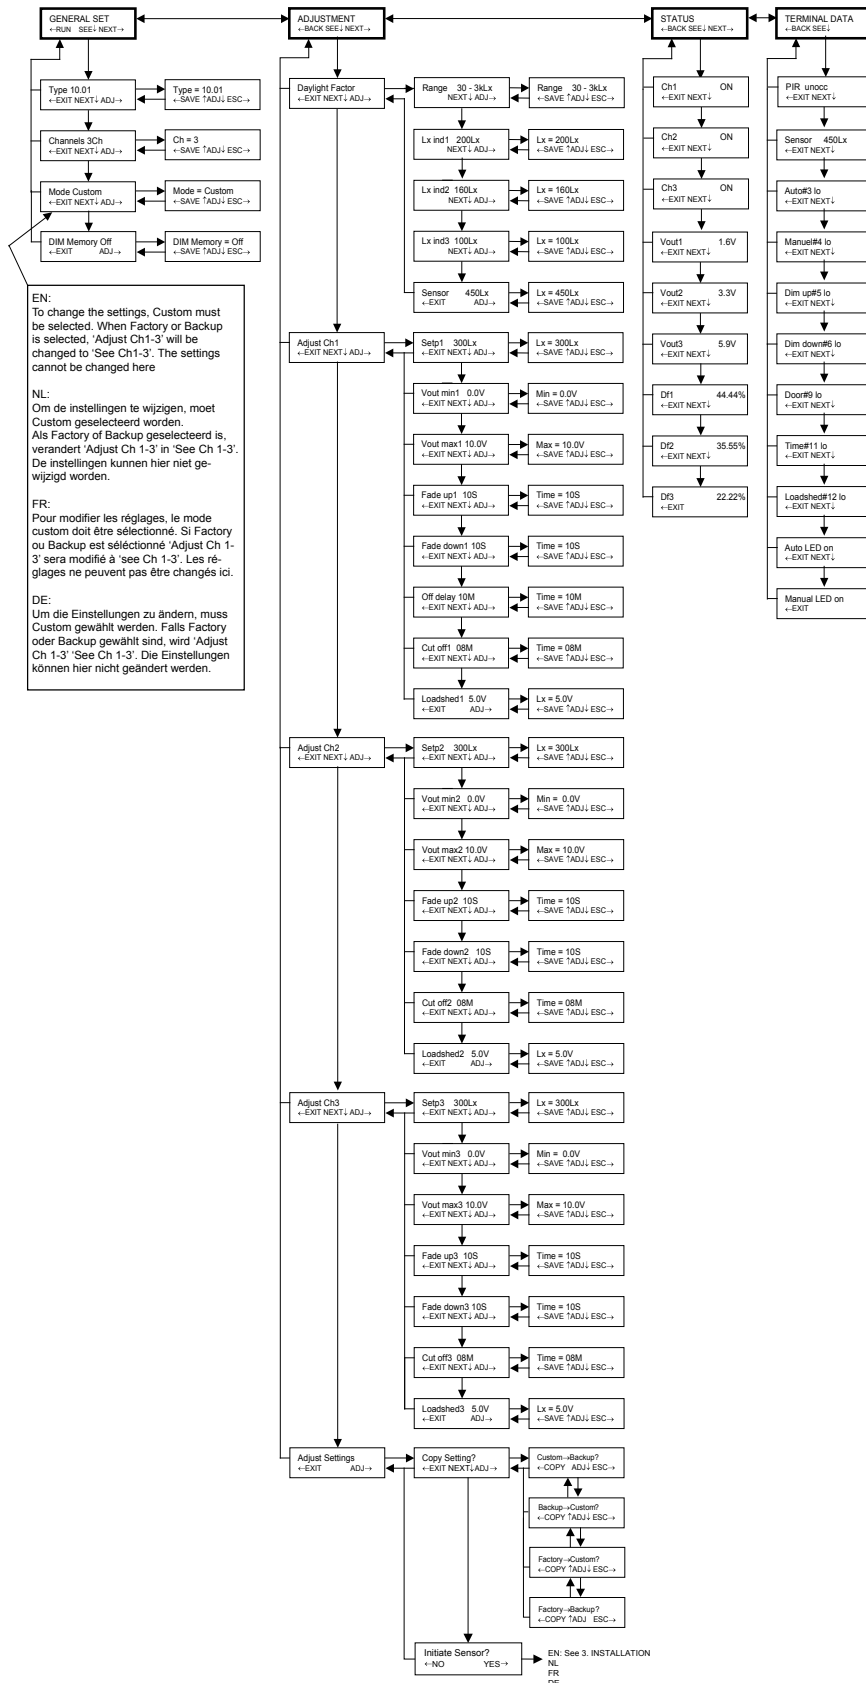 GENERAL SET
←RUN SEE↓ NEXT→
Type 10.01
←EXIT NEXT↓ ADJ→
Type = 10.01
←SAVE ↑ADJ↓ ESC→
Channels 3Ch
←EXIT NEXT↓ ADJ→
Ch = 3
←SAVE ↑ADJ↓ ESC→
Mode Custom
←EXIT NEXT↓ ADJ→
Mode = Custom
←SAVE ↑ADJ↓ ESC→
DIM Memory Off
←EXIT ADJ→
DIM Memory = Off
←SAVE ↑ADJ↓ ESC→
EN:
To change the settings, Custom must
be selected. When Factory or Backup
is selected, ‘Adjust Ch1-3’ will be
changed to ‘See Ch1-3’. The settings
cannot be changed here
NL:
Om de instellingen te wijzigen, moet
Custom geselecteerd worden.
Als Factory of Backup geselecteerd is,
verandert ‘Adjust Ch 1-3’ in ‘See Ch 1-3’.
De instellingen kunnen hier niet ge-
wijzigd worden.
FR:
Pour modifier les réglages, le mode
custom doit être sélectionné. Si Factory
ou Backup est séléctionné ‘Adjust Ch 1-
3’ sera modifié à ‘see Ch 1-3’. Les ré-
glages ne peuvent pas être changés ici.
DE:
Um die Einstellungen zu ändern, muss
Custom gewählt werden. Falls Factory
oder Backup gewählt sind, wird ‘Adjust
Ch 1-3’ ‘See Ch 1-3’. Die Einstellungen
können hier nicht geändert werden.
ADJUSTMENT
←BACK SEE↓ NEXT→
Daylight Factor
←EXIT NEXT↓ ADJ→
Range 30 - 3kLx
NEXT↓ ADJ→
Range 30 - 3kLx
←SAVE ↑ADJ↓ ESC→
Lx ind1 200Lx
NEXT↓ ADJ→
Lx = 200Lx
←SAVE ↑ADJ↓ ESC→
Lx ind2 160Lx
NEXT↓ ADJ→
Lx = 160Lx
←SAVE ↑ADJ↓ ESC→
Lx ind3 100Lx
NEXT↓ ADJ→
Lx = 100Lx
←SAVE ↑ADJ↓ ESC→
Sensor 450Lx
←EXIT ADJ→
Lx = 450Lx
←SAVE ↑ADJ↓ ESC→
Adjust Ch1
←EXIT NEXT↓ ADJ→
Setp1 300Lx
←EXIT NEXT↓ ADJ→
Lx = 300Lx
←SAVE ↑ADJ↓ ESC→
Vout min1 0.0V
←EXIT NEXT↓ ADJ→
Min = 0.0V
←SAVE ↑ADJ↓ ESC→
Vout max1 10.0V
←EXIT NEXT↓ ADJ→
Max = 10.0V
←SAVE ↑ADJ↓ ESC→
Fade up1 10S
←EXIT NEXT↓ ADJ→
Time = 10S
←SAVE ↑ADJ↓ ESC→
Fade down1 10S
←EXIT NEXT↓ ADJ→
Time = 10S
←SAVE ↑ADJ↓ ESC→
Off delay 10M
←EXIT NEXT↓ ADJ→
Time = 10M
←SAVE ↑ADJ↓ ESC→
Cut off1 08M
←EXIT NEXT↓ ADJ→
Time = 08M
←SAVE ↑ADJ↓ ESC→
Loadshed1 5.0V
←EXIT ADJ→
Lx = 5.0V
←SAVE ↑ADJ↓ ESC→
Adjust Ch2
←EXIT NEXT↓ ADJ→
Setp2 300Lx
←EXIT NEXT↓ ADJ→
Lx = 300Lx
←SAVE ↑ADJ↓ ESC→
Vout min2 0.0V
←EXIT NEXT↓ ADJ→
Min = 0.0V
←SAVE ↑ADJ↓ ESC→
Vout max2 10.0V
←EXIT NEXT↓ ADJ→
Max = 10.0V
←SAVE ↑ADJ↓ ESC→
Fade up2 10S
←EXIT NEXT↓ ADJ→
Time = 10S
←SAVE ↑ADJ↓ ESC→
Fade down2 10S
←EXIT NEXT↓ ADJ→
Time = 10S
←SAVE ↑ADJ↓ ESC→
Cut off2 08M
←EXIT NEXT↓ ADJ→
Time = 08M
←SAVE ↑ADJ↓ ESC→
Loadshed2 5.0V
←EXIT ADJ→
Lx = 5.0V
←SAVE ↑ADJ↓ ESC→
Adjust Ch3
←EXIT NEXT↓ ADJ→
Setp3 300Lx
←EXIT NEXT↓ ADJ→
Lx = 300Lx
←SAVE ↑ADJ↓ ESC→
Vout min3 0.0V
←EXIT NEXT↓ ADJ→
Min = 0.0V
←SAVE ↑ADJ↓ ESC→
Vout max3 10.0V
←EXIT NEXT↓ ADJ→
Max = 10.0V
←SAVE ↑ADJ↓ ESC→
Fade up3 10S
←EXIT NEXT↓ ADJ→
Time = 10S
←SAVE ↑ADJ↓ ESC→
Fade down3 10S
←EXIT NEXT↓ ADJ→
Time = 10S
←SAVE ↑ADJ↓ ESC→
Cut off3 08M
←EXIT NEXT↓ ADJ→
Time = 08M
←SAVE ↑ADJ↓ ESC→
Loadshed3 5.0V
←EXIT ADJ→
Lx = 5.0V
←SAVE ↑ADJ↓ ESC→
Adjust Settings
←EXIT ADJ→
Copy Setting?
←EXIT NEXT↓ADJ→
Custom→Backup?
←COPY ADJ↓ ESC→
Backup→Custom?
←COPY ↑ADJ↓ ESC→
Factory→Custom?
←COPY ↑ADJ↓ ESC→
Factory→Backup?
←COPY ↑ADJ ESC→
Initiate Sensor?
←NO YES→
EN: See 3. INSTALLATION
NL
FR
STATUS
←BACK SEE↓ NEXT→
Ch1 ON
←EXIT NEXT↓
Ch2 ON
←EXIT NEXT↓
Ch3 ON
←EXIT NEXT↓
Vout1 1.6V
←EXIT NEXT↓
Vout2 3.3V
←EXIT NEXT↓
Vout3 5.9V
←EXIT NEXT↓
Df1 44.44%
←EXIT NEXT↓
Df2 35.55%
←EXIT NEXT↓
Df3 22.22%
←EXIT
TERMINAL DATA
←BACK SEE↓
PIR unocc
←EXIT NEXT↓
Sensor 450Lx
←EXIT NEXT↓
Auto#3 lo
←EXIT NEXT↓
Manuel#4 lo
←EXIT NEXT↓
Dim up#5 lo
←EXIT NEXT↓
Dim down#6 lo
←EXIT NEXT↓
Door#9 lo
←EXIT NEXT↓
Time#11 lo
←EXIT NEXT↓
Loadshed#12 lo
←EXIT NEXT↓
Auto LED on
←EXIT NEXT↓
Manual LED on
←EXIT